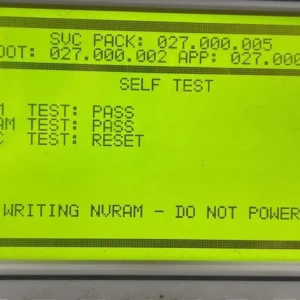 SVC PACK: 027.000.005
OOT: 027.000.002 APP: 027.000
SELF TEST
M TEST: PASS
AM TEST: PASS
C TEST: RESET
WRITING NVRAM - DO NOT POWER